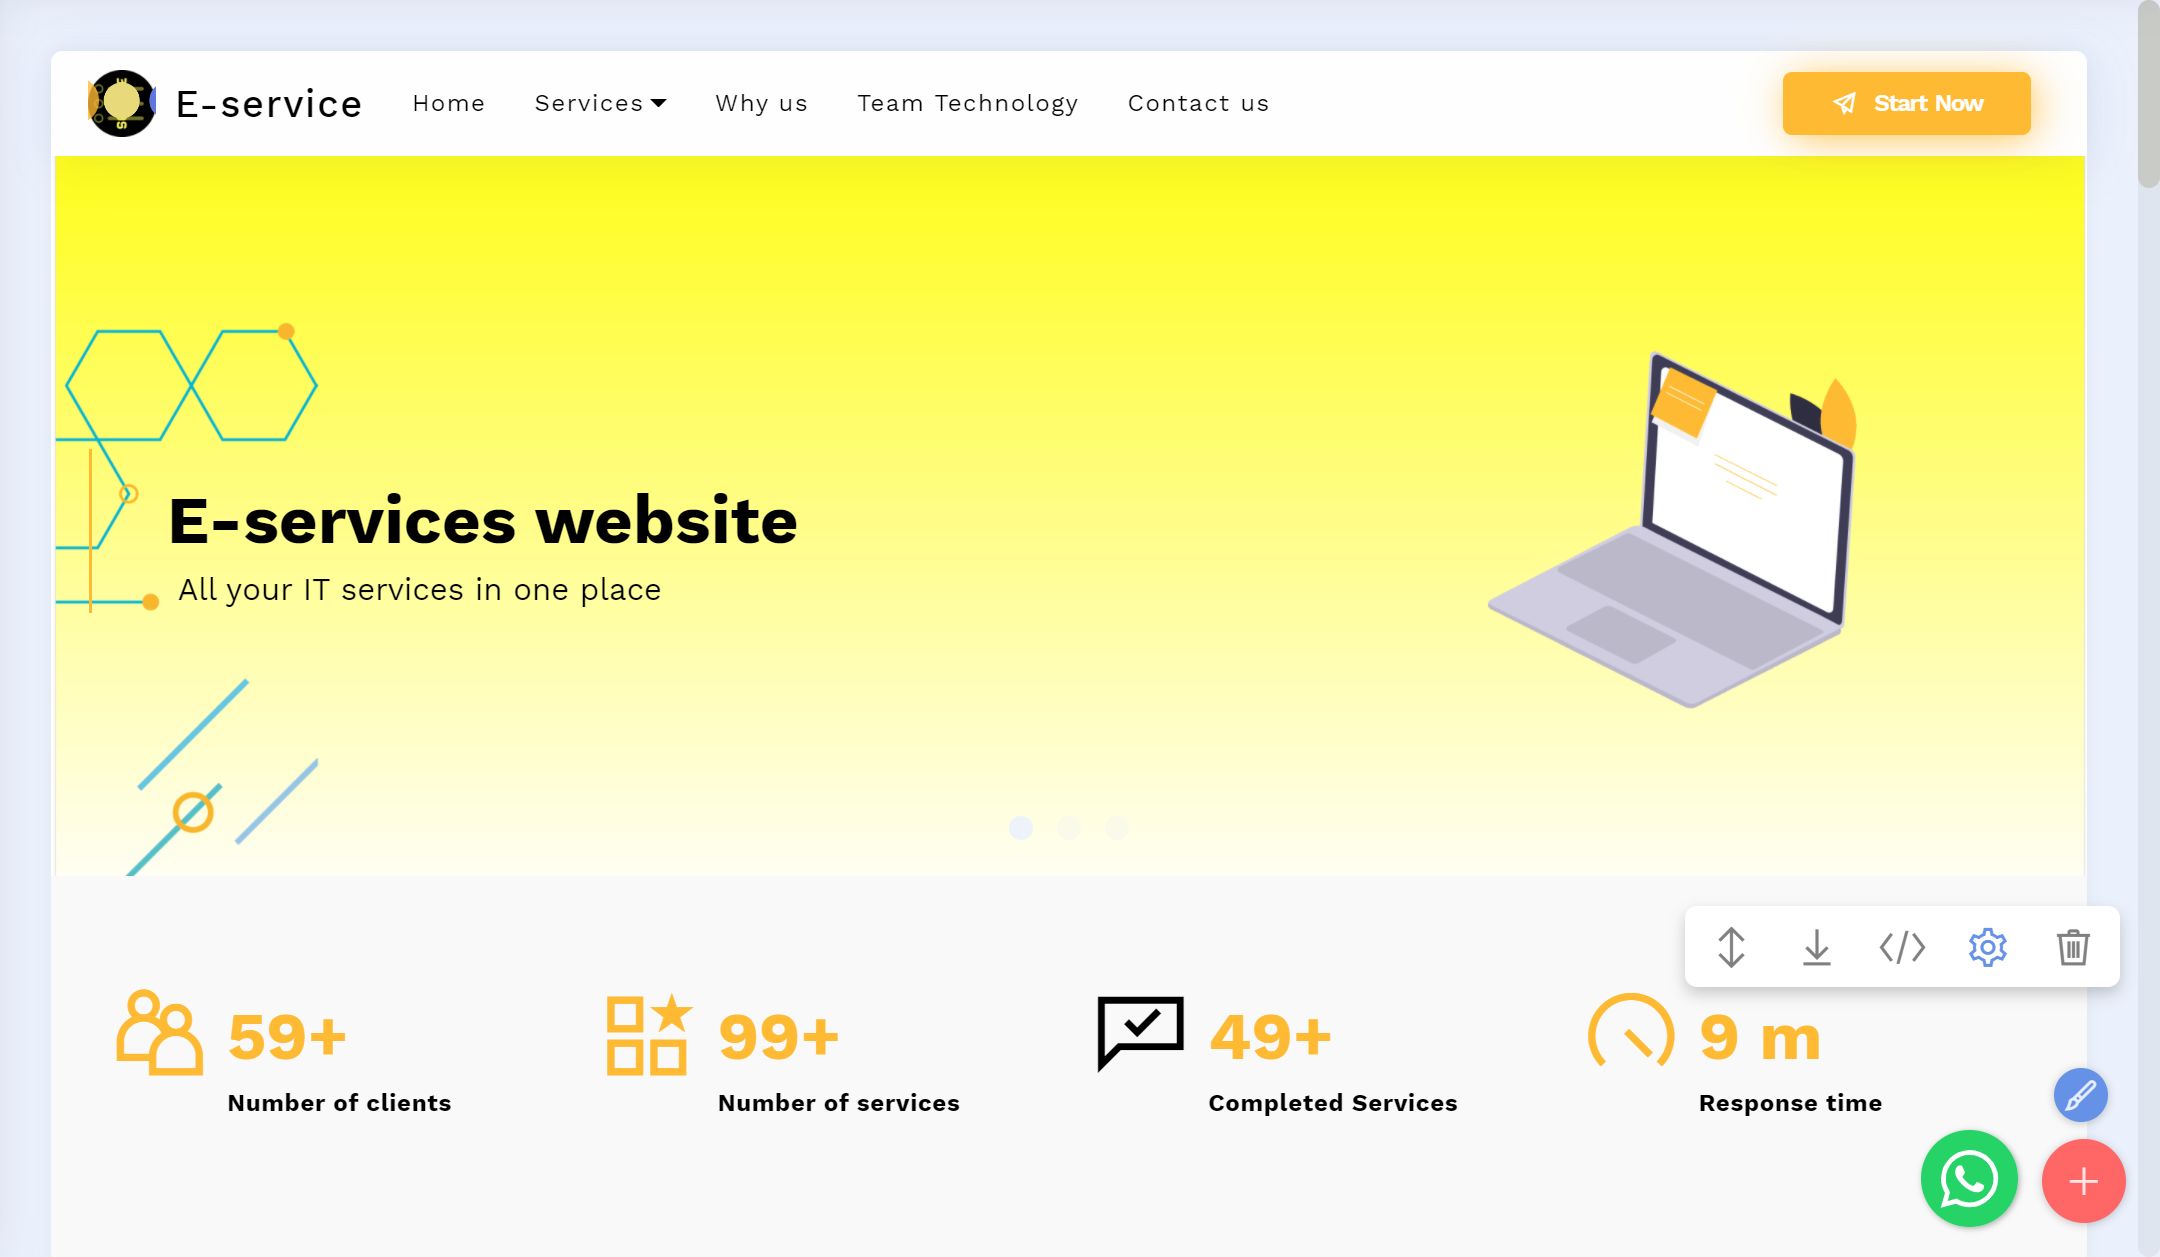 E-service
Home Services Why us Team Technology Contact us
Start Now
E-services website
All your IT services in one place
59+
Number of clients
99+
Number of services
49+
Completed Services
9 m
Response time